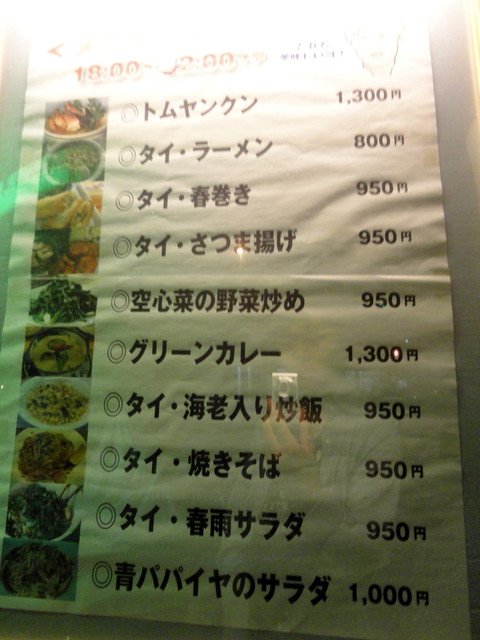 18:00~22:00
◎トムヤンクン 1,300円
◎タイ・ラーメン 800円
◎タイ・春巻き 950円
◎タイ・さつま揚げ 950円
◎空心菜の野菜炒め 950円
◎グリーンカレー 1,300円
◎タイ・海老入り炒飯 950円
◎タイ・焼きそば 950円
◎タイ・春雨サラダ 950円
◎青パパイヤのサラダ 1,000円